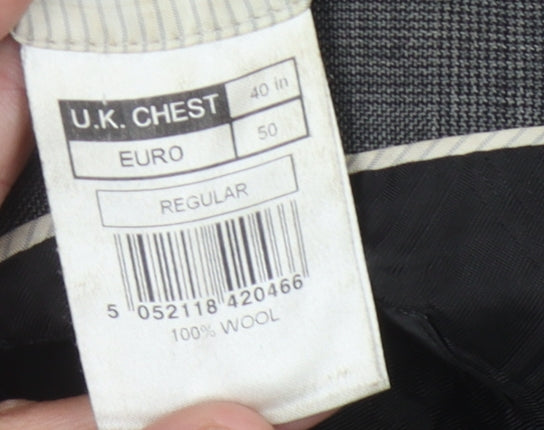 U.K. CHEST 40 in
EURO 50
REGULAR
5 052118 420466
100% WOOL